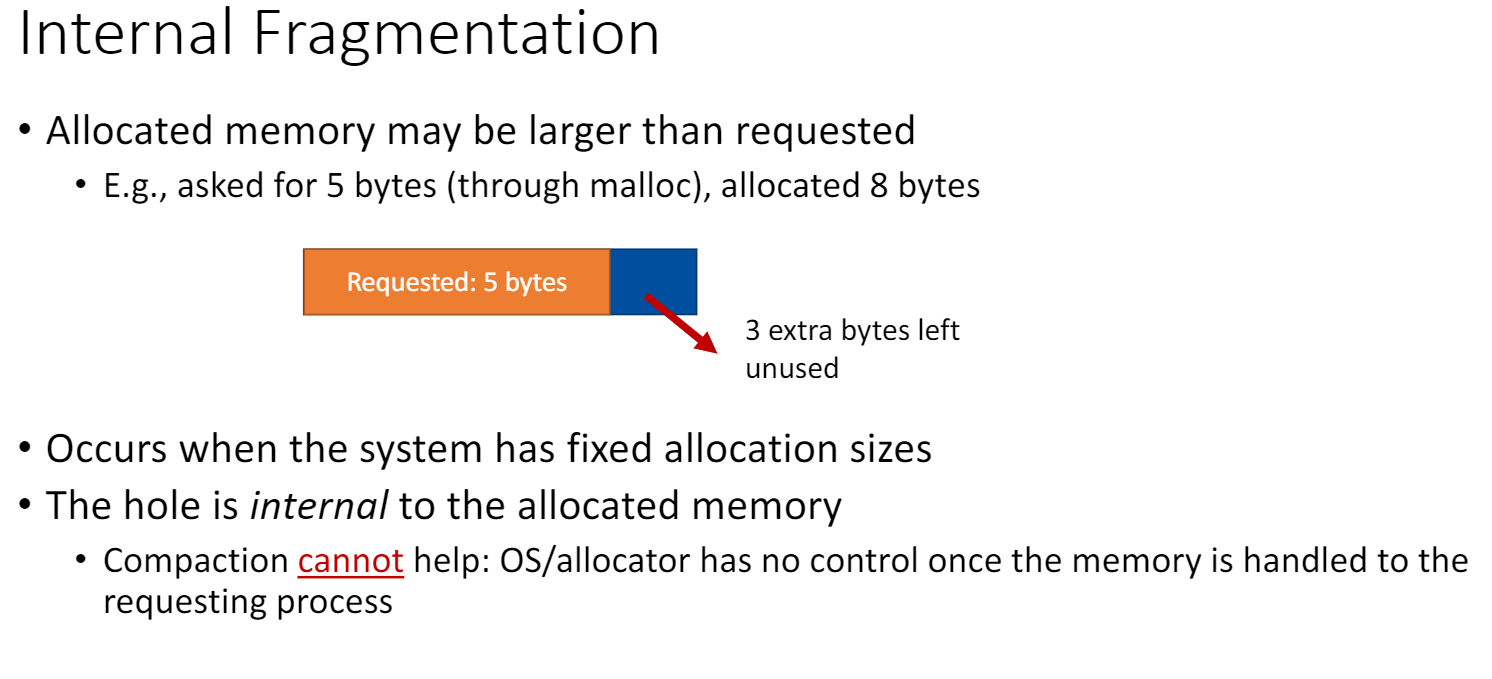 Internal Fragmentation
• Allocated memory may be larger than requested
• E.g., asked for 5 bytes (through malloc), allocated 8 bytes
Requested: 5 bytes
3 extra bytes left
unused
• Occurs when the system has fixed allocation sizes
• The hole is internal to the allocated memory
• Compaction cannot help: OS/allocator has no control once the memory is handled to the
requesting process